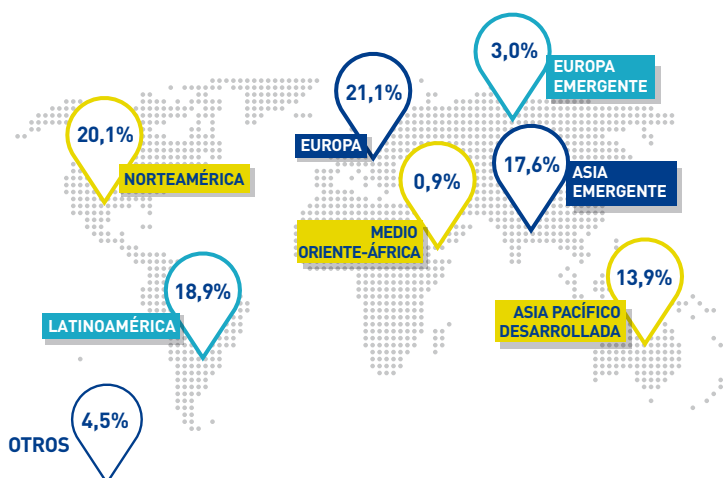 3,0%
EUROPA
EMERGENTE
21,1%
EUROPA
20,1%
NORTEAMÉRICA
17,6%
ASIA
EMERGENTE
0,9%
MEDIO
ORIENTE-ÁFRICA
18,9%
LATINOAMÉRICA
13,9%
ASIA PACÍFICO
DESARROLLADA
4,5%
OTROS